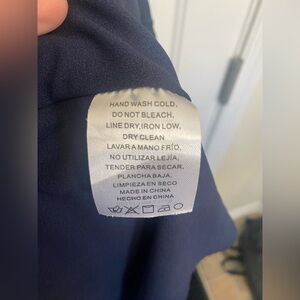 HAND WASH COLD,
DO NOT BLEACH,
LINE DRY,IRON LOW,
DRY CLEAN
LAVAR A MANO FRÍO,
NO UTILIZAR LEJÍA,
TENDER PARA SECAR,
PLANCHA BAJA,
LIMPIEZA EN SECO
MADE IN CHINA
HECHO EN CHINA